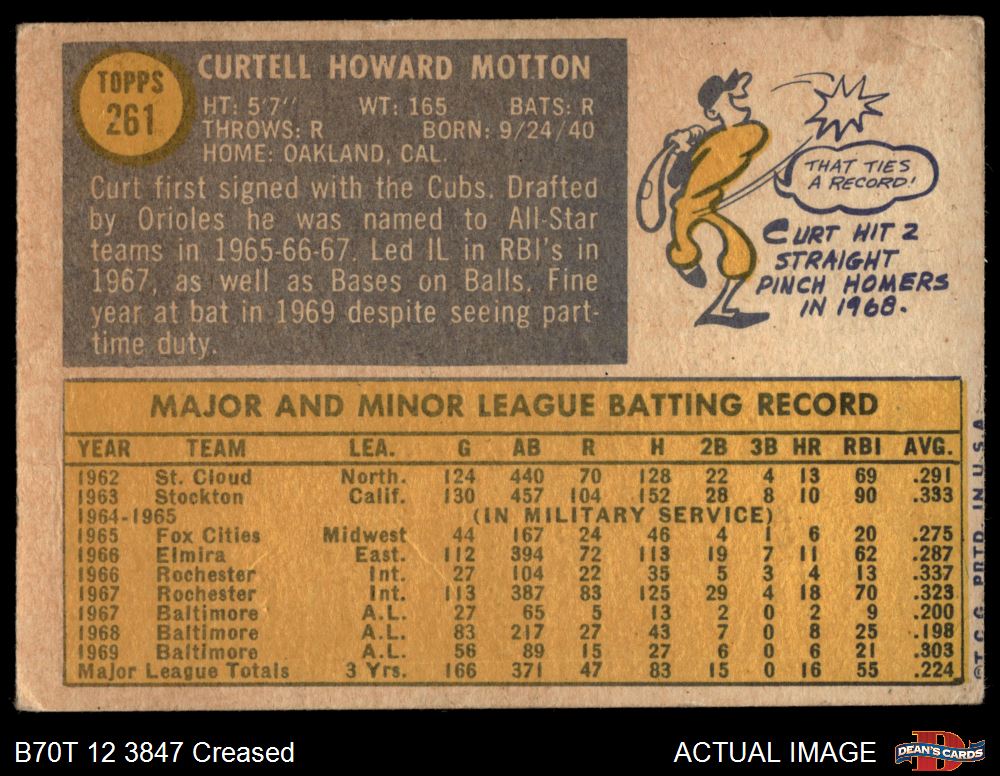 TOPPS
261
CURTELL HOWARD MOTTON
HT: 5'7" WT: 165 BATS: R
THROWS: R BORN: 9/24/40
HOME: OAKLAND, CAL.
Curt first signed with the Cubs. Drafted
by Orioles he was named to All-Star
teams in 1965-66-67. Led IL in RBI's in
1967, as well as Bases on Balls. Fine
year at bat in 1969 despite seeing part-
time duty.
THAT TIES
A RECORD!
CURT HIT 2
STRAIGHT
PINCH HOMERS
IN 1968.
MAJOR AND MINOR LEAGUE BATTING RECORD
YEAR TEAM LEA. G AB R H 2B 3B HR RBI AVG.
1962 St. Cloud North. 124 440 70 128 22 4 13 69 .291
1963 Stockton Calif. 130 457 104 152 28 8 10 90 .333
1964-1965 (IN MILITARY SERVICE)
1965 Fox Cities Midwest 44 167 24 46 4 1 6 20 .275
1966 Elmira East. 112 394 72 113 19 7 11 62 .287
1966 Rochester Int. 27 104 22 35 5 3 4 13 .337
1967 Rochester Int. 113 387 83 125 29 4 18 70 .323
1967 Baltimore A.L. 27 65 5 13 2 0 2 9 .200
1968 Baltimore A.L. 83 217 27 43 7 0 8 25 .198
1969 Baltimore A.L. 56 89 15 27 6 0 6 21 .303
Major League Totals 3 Yrs. 166 371 47 83 15 0 16 55 .224
©T.C.G. PRTD. IN U.S.A.
B70T 12 3847 Creased
ACTUAL IMAGE
DEAN'S CARDS